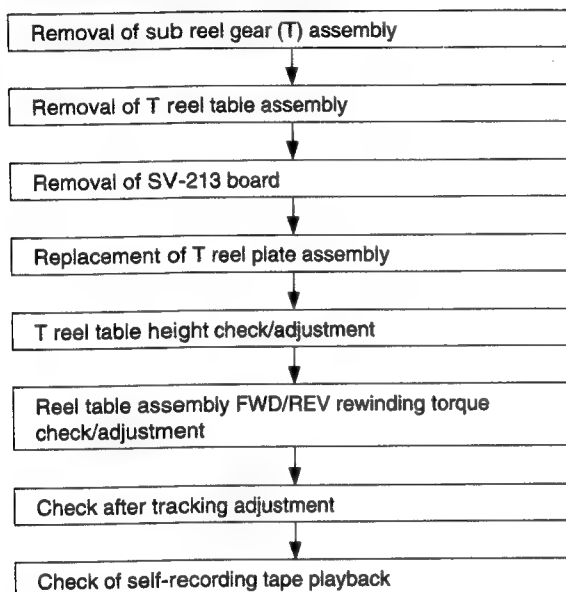 Removal of sub reel gear (T) assembly
Removal of T reel table assembly
Removal of SV-213 board
Replacement of T reel plate assembly
T reel table height check/adjustment
Reel table assembly FWD/REV rewinding torque
check/adjustment
Check after tracking adjustment
Check of self-recording tape playback